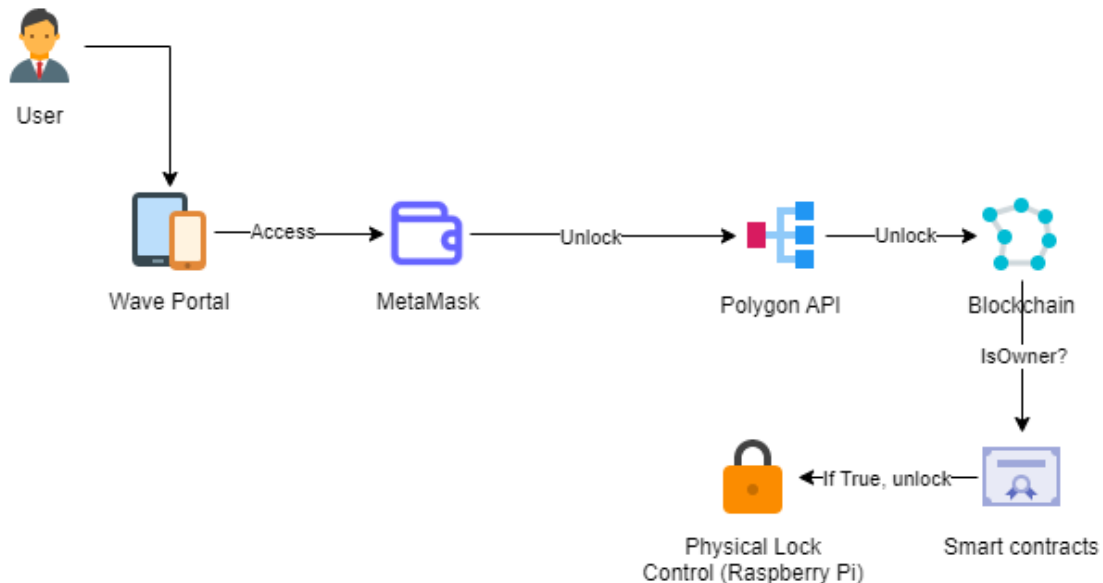 User
Access
Unlock
Unlock
Wave Portal
MetaMask
Polygon API
Blockchain
IsOwner?
If True, unlock
Physical Lock
Control (Raspberry Pi)
Smart contracts